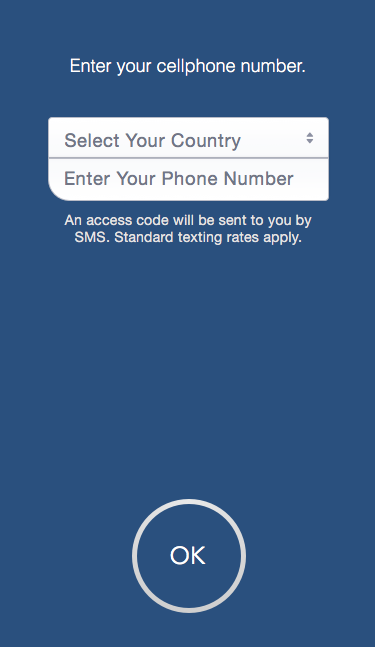 Enter your cellphone number.
Select Your Country
Enter Your Phone Number
An access code will be sent to you by
SMS. Standard texting rates apply.
OK